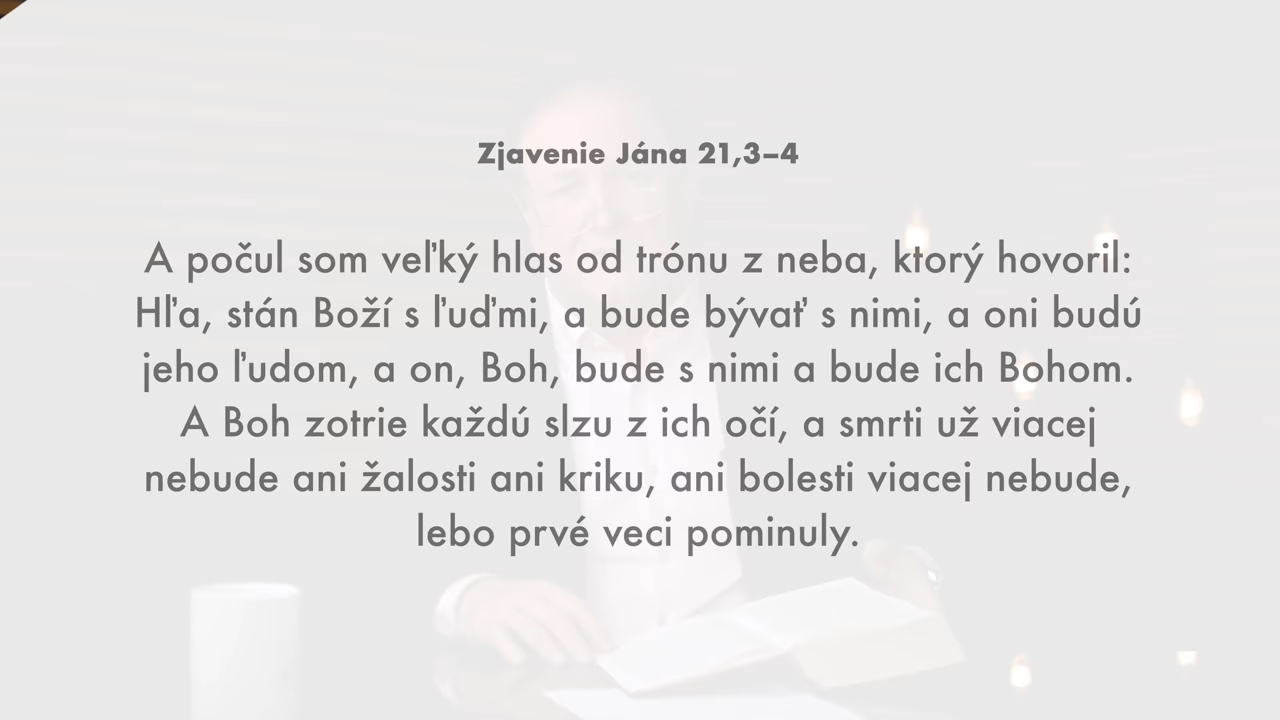 Zjavenie Jána 21,3–4
A počul som veľký hlas od trónu z neba, ktorý hovoril:
Hľa, stán Boží s ľuďmi, a bude bývať s nimi, a oni budú
jeho ľudom, a on, Boh, bude s nimi a bude ich Bohom.
A Boh zotrie každú slzu z ich očí, a smrti už viacej
nebude ani žalosti ani kriku, ani bolesti viacej nebude,
lebo prvé veci pominuly.